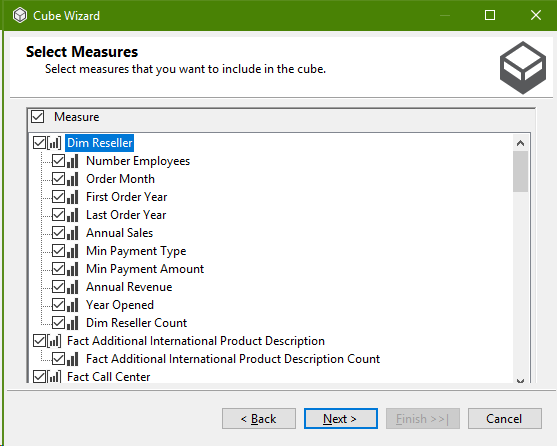 Cube Wizard
Select Measures
Select measures that you want to include in the cube.
Measure
Dim Reseller
Number Employees
Order Month
First Order Year
Last Order Year
Annual Sales
Min Payment Type
Min Payment Amount
Annual Revenue
Year Opened
Dim Reseller Count
Fact Additional International Product Description
Fact Additional International Product Description Count
Fact Call Center
< Back Next > Finish >>| Cancel